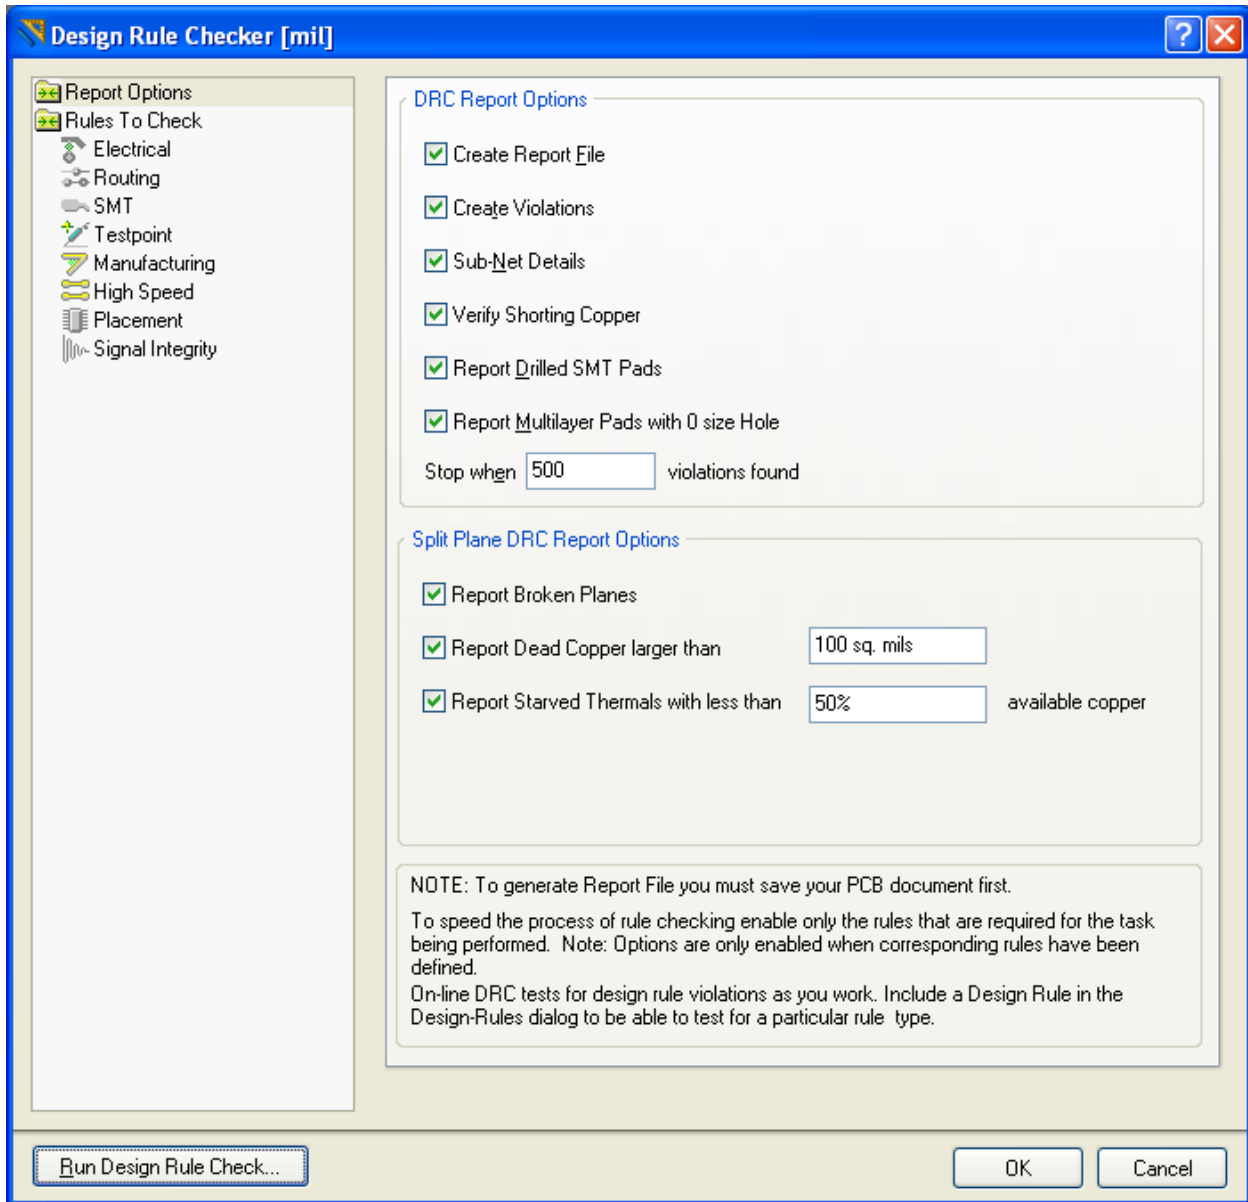 Design Rule Checker [mil]
?
Report Options
Rules To Check
Electrical
Routing
SMT
Testpoint
Manufacturing
High Speed
Placement
Signal Integrity
DRC Report Options
Create Report File
Create Violations
Sub-Net Details
Verify Shorting Copper
Report Drilled SMT Pads
Report Multilayer Pads with 0 size Hole
Stop when 500 violations found
Split Plane DRC Report Options
Report Broken Planes
Report Dead Copper larger than 100 sq. mils
Report Starved Thermals with less than 50% available copper
NOTE: To generate Report File you must save your PCB document first.
To speed the process of rule checking enable only the rules that are required for the task
being performed.  Note: Options are only enabled when corresponding rules have been
defined.
On-line DRC tests for design rule violations as you work. Include a Design Rule in the
Design-Rules dialog to be able to test for a particular rule  type.
Run Design Rule Check... OK Cancel